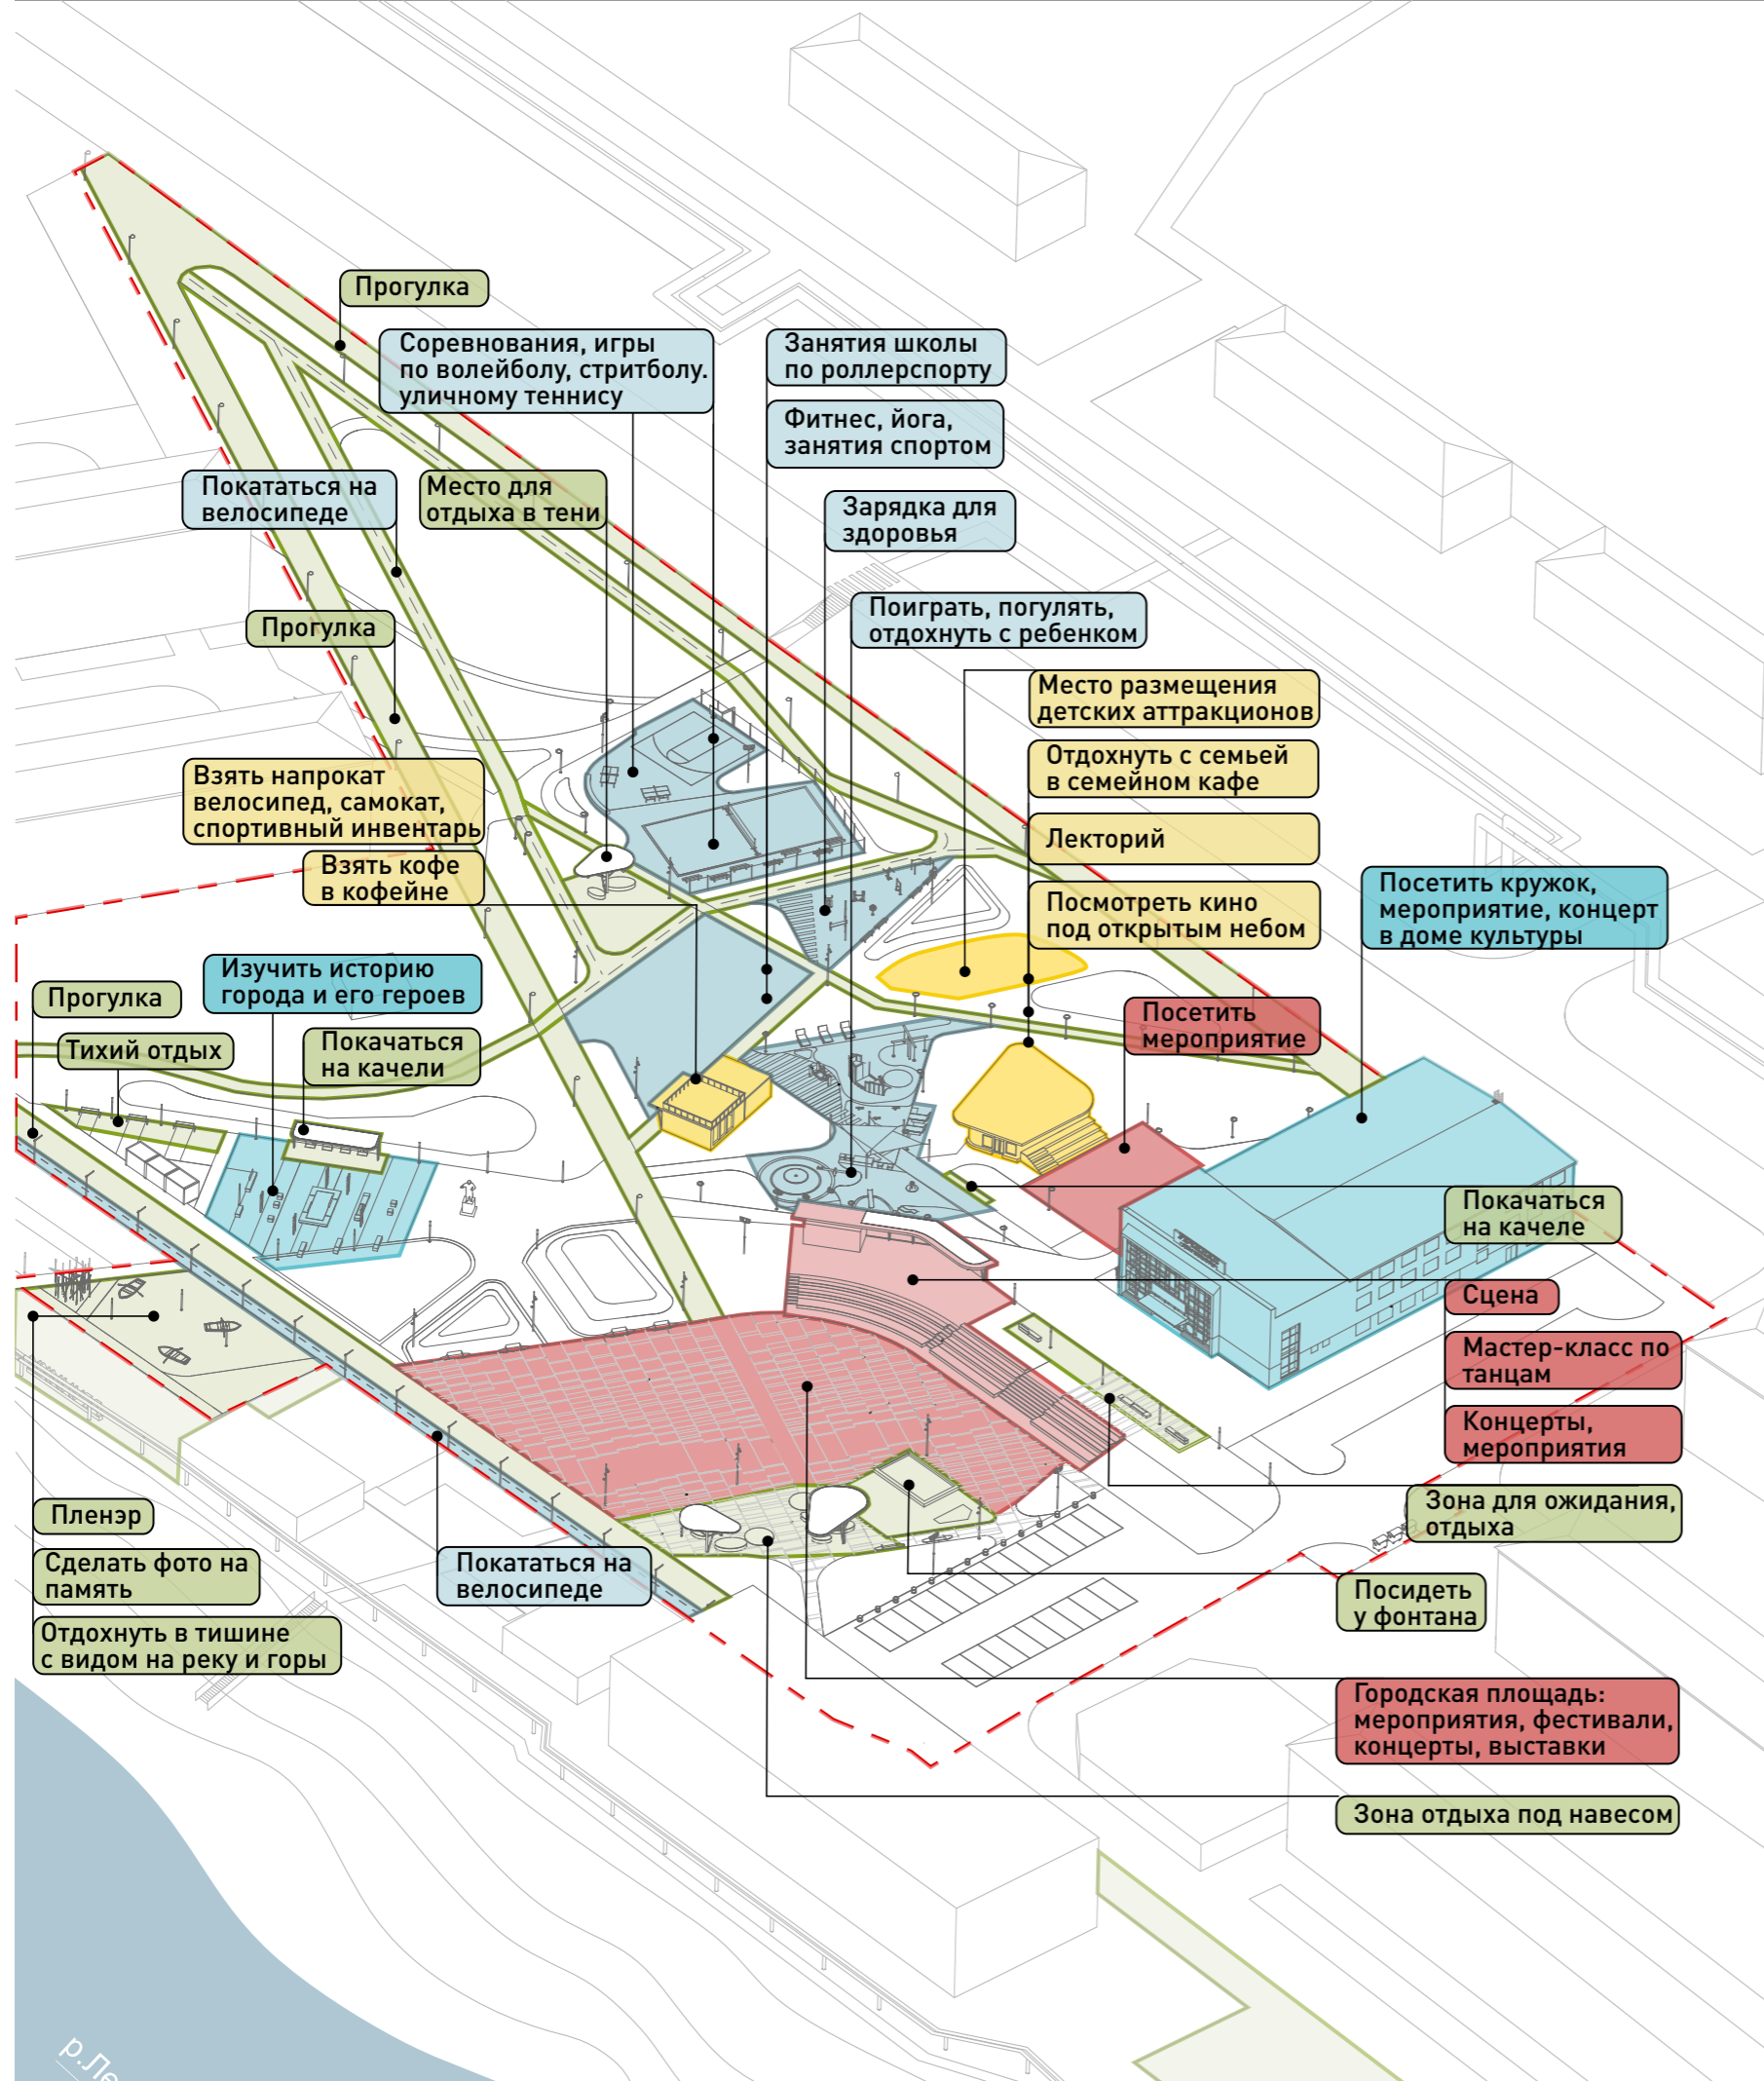 Прогулка
Соревнования, игры
по волейболу, стритболу.
уличному теннису
Занятия школы
по роллерспорту
Фитнес, йога,
занятия спортом
Покататься на
велосипеде
Место для
отдыха в тени
Зарядка для
здоровья
Прогулка
Поиграть, погулять,
отдохнуть с ребенком
Место размещения
детских аттракционов
Отдохнуть с семьей
в семейном кафе
Лекторий
Посмотреть кино
под открытым небом
Взять напрокат
велосипед, самокат,
спортивный инвентарь
Взять кофе
в кофейне
Посетить кружок,
мероприятие, концерт
в доме культуры
Изучить историю
города и его героев
Прогулка
Тихий отдых
Покачаться
на качели
Посетить
мероприятие
Покачаться
на качеле
Сцена
Мастер-класс по
танцам
Концерты,
мероприятия
Зона для ожидания,
отдыха
Пленэр
Сделать фото на
память
Отдохнуть в тишине
с видом на реку и горы
Покататься на
велосипеде
Посидеть
у фонтана
Городская площадь:
мероприятия, фестивали,
концерты, выставки
Зона отдыха под навесом
р.Ле